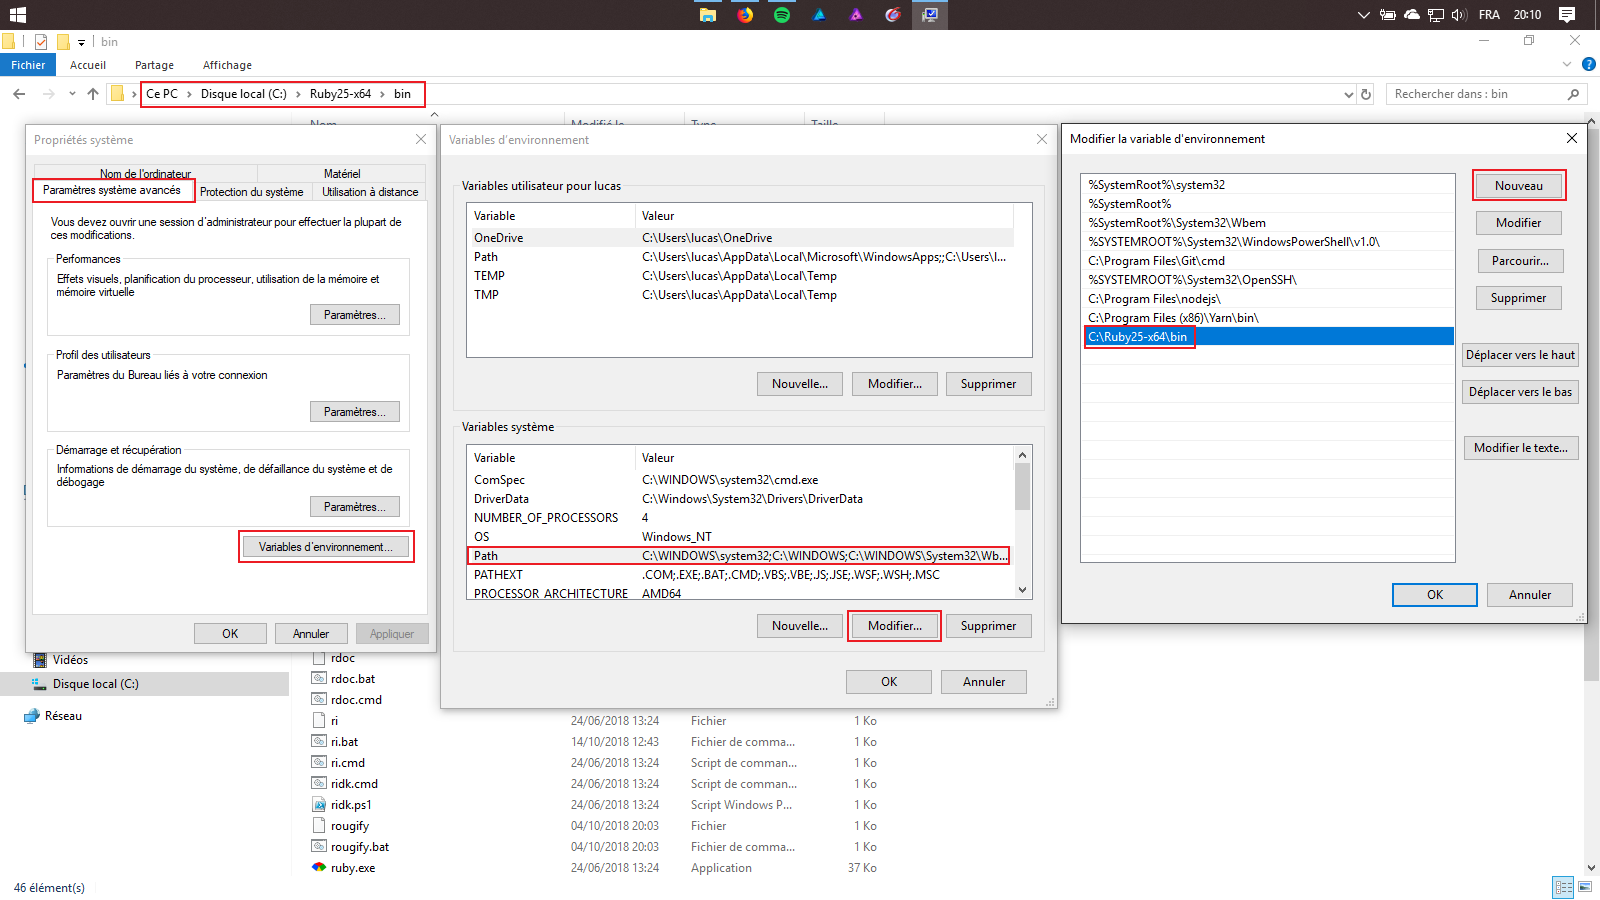 FRA 20:10
bin
Fichier Accueil Partage Affichage
Ce PC Disque local (C:) Ruby25-x64 bin
Rechercher dans : bin
Propriétés système
Nom de l'ordinateur Matériel
Paramètres système avancés Protection du système Utilisation à distance
Vous devez ouvrir une session d'administrateur pour effectuer la plupart de
ces modifications.
Performances
Effets visuels, planification du processeur, utilisation de la mémoire et
mémoire virtuelle
Paramètres...
Profil des utilisateurs
Paramètres du Bureau liés à votre connexion
Paramètres...
Démarrage et récupération
Informations de démarrage du système, de défaillance du système et de
débogage
Paramètres...
Variables d'environnement...
OK Annuler Appliquer
Variables d'environnement
Variables utilisateur pour lucas
Variable Valeur
OneDrive C:\Users\lucas\OneDrive
Path C:\Users\lucas\AppData\Local\Microsoft\WindowsApps;;C:\Users\l...
TEMP C:\Users\lucas\AppData\Local\Temp
TMP C:\Users\lucas\AppData\Local\Temp
Nouvelle... Modifier... Supprimer
Variables système
Variable Valeur
ComSpec C:\WINDOWS\system32\cmd.exe
DriverData C:\Windows\System32\Drivers\DriverData
NUMBER_OF_PROCESSORS 4
OS Windows_NT
Path C:\WINDOWS\system32;C:\WINDOWS;C:\WINDOWS\System32\Wb...
PATHEXT .COM;.EXE;.BAT;.CMD;.VBS;.VBE;.JS;.JSE;.WSF;.WSH;.MSC
PROCESSOR_ARCHITECTURE AMD64
Nouvelle... Modifier... Supprimer
OK Annuler
Modifier la variable d'environnement
%SystemRoot%\system32
%SystemRoot%
%SystemRoot%\System32\Wbem
%SYSTEMROOT%\System32\WindowsPowerShell\v1.0\
C:\Program Files\Git\cmd
%SYSTEMROOT%\System32\OpenSSH\
C:\Program Files\nodejs\
C:\Program Files (x86)\Yarn\bin\
C:\Ruby25-x64\bin
Nouveau
Modifier
Parcourir...
Supprimer
Déplacer vers le haut
Déplacer vers le bas
Modifier le texte...
OK Annuler
Nom Modifié le Type Taille
Vidéos
Disque local (C:)
Réseau
rdoc
rdoc.bat
rdoc.cmd
ri 24/06/2018 13:24 Fichier 1 Ko
ri.bat 14/10/2018 12:43 Fichier de comma... 1 Ko
ri.cmd 24/06/2018 13:24 Script de comman... 1 Ko
ridk.cmd 24/06/2018 13:24 Script de comman... 1 Ko
ridk.ps1 24/06/2018 13:24 Script Windows P... 1 Ko
rougify 04/10/2018 20:03 Fichier 1 Ko
rougify.bat 04/10/2018 20:03 Fichier de comma... 1 Ko
ruby.exe 24/06/2018 13:24 Application 37 Ko
46 élément(s)